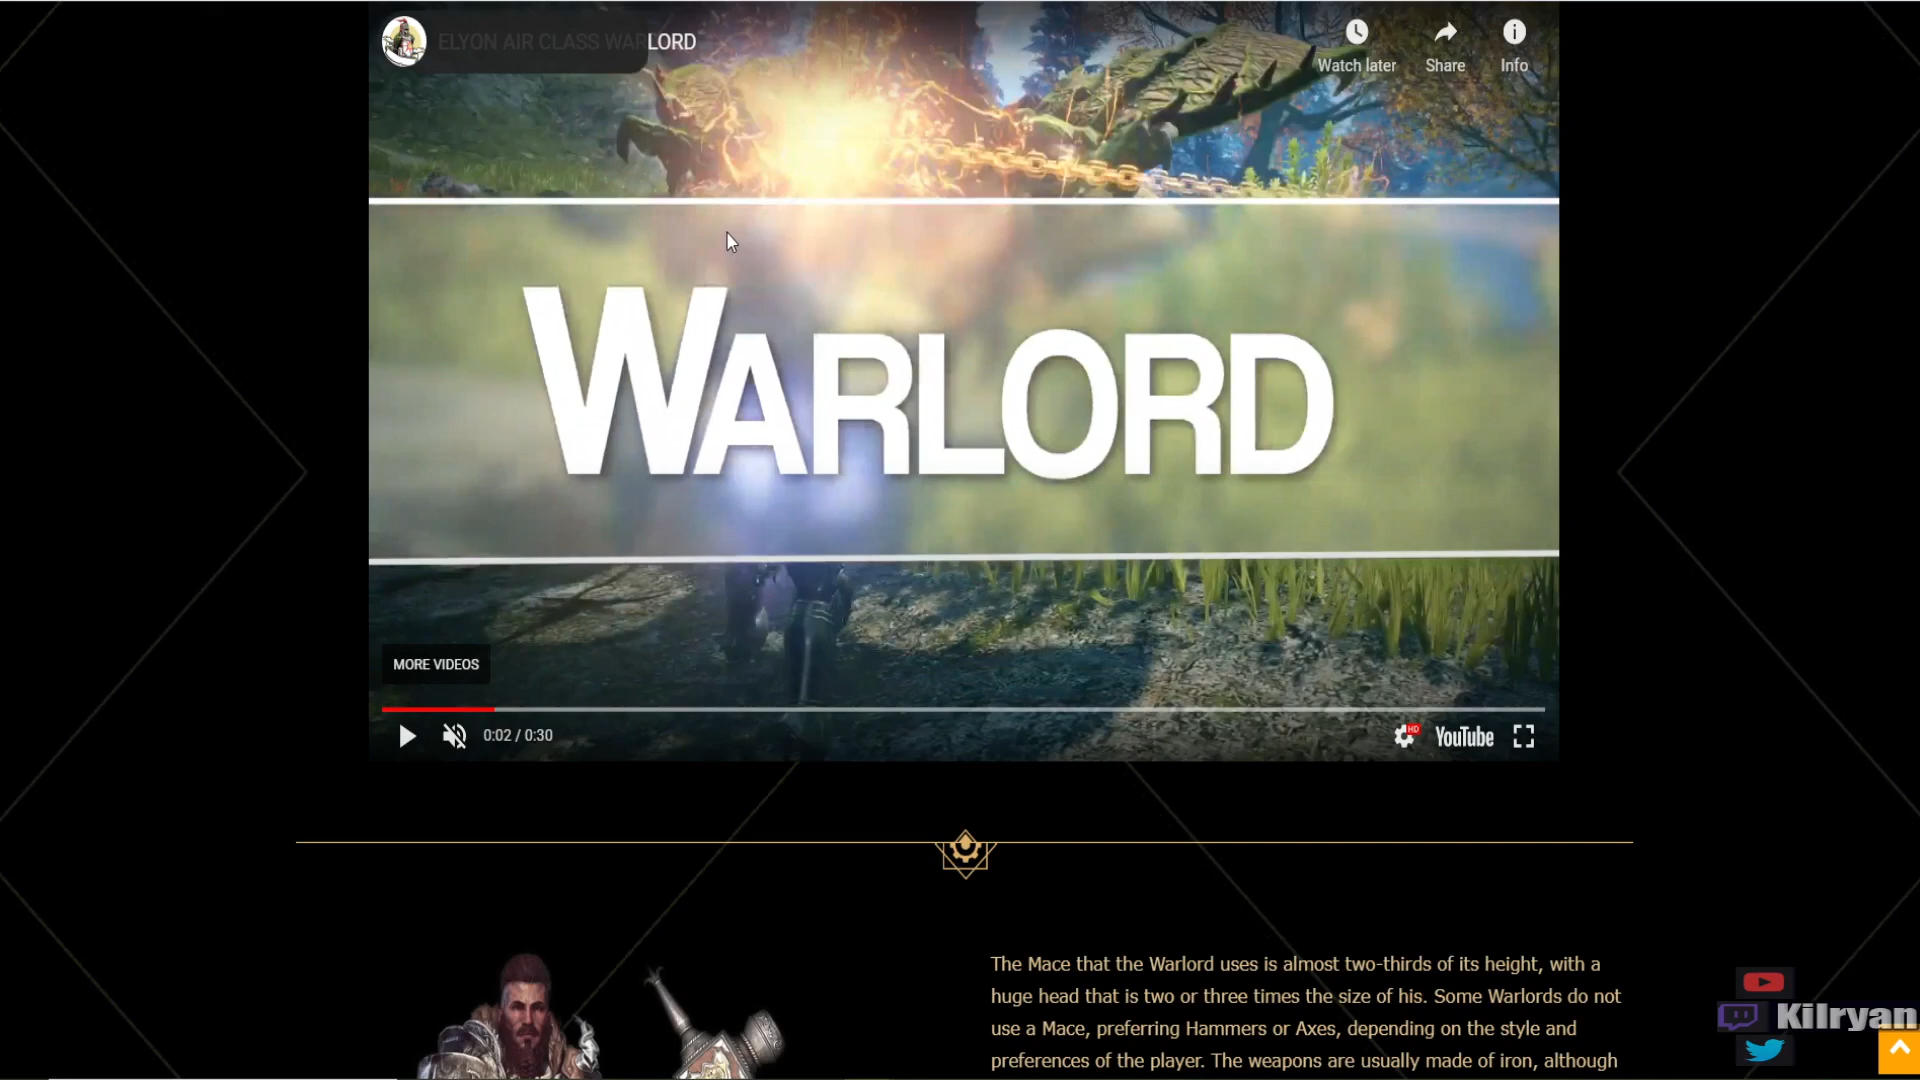 ELYON AIR CLASS WARLORD
Watch later
Share
Info
WARLORD
MORE VIDEOS
0:02 / 0:30
HD
YouTube
The Mace that the Warlord uses is almost two-thirds of its height, with a
huge head that is two or three times the size of his. Some Warlords do not
use a Mace, preferring Hammers or Axes, depending on the style and
preferences of the player. The weapons are usually made of iron, although
Kilryan